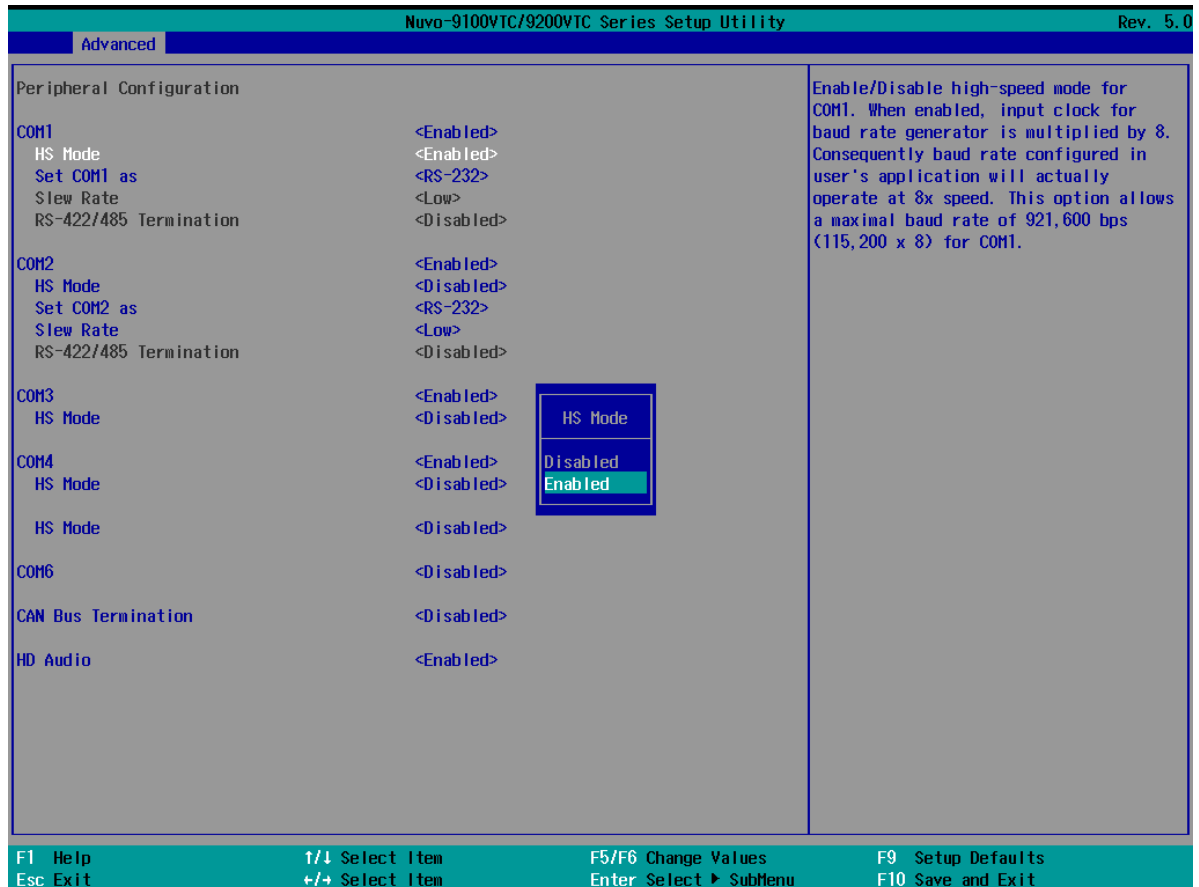 Nuvo-9100VTC/9200VTC Series Setup Utility Rev. 5.0
Advanced
Peripheral Configuration
COM1 <Enabled>
HS Mode <Enabled>
Set COM1 as <RS-232>
Slew Rate <Low>
RS-422/485 Termination <Disabled>
COM2 <Enabled>
HS Mode <Disabled>
Set COM2 as <RS-232>
Slew Rate <Low>
RS-422/485 Termination <Disabled>
COM3 <Enabled>
HS Mode <Disabled>
COM4 <Enabled>
HS Mode <Disabled>
HS Mode <Disabled>
COM6 <Disabled>
CAN Bus Termination <Disabled>
HD Audio <Enabled>
HS Mode
Disabled
Enabled
Enable/Disable high-speed mode for
COM1. When enabled, input clock for
baud rate generator is multiplied by 8.
Consequently baud rate configured in
user's application will actually
operate at 8x speed. This option allows
a maximal baud rate of 921,600 bps
(115,200 x 8) for COM1.
F1 Help ↑/↓ Select Item F5/F6 Change Values F9 Setup Defaults
Esc Exit ←/→ Select Item Enter Select ▶ SubMenu F10 Save and Exit